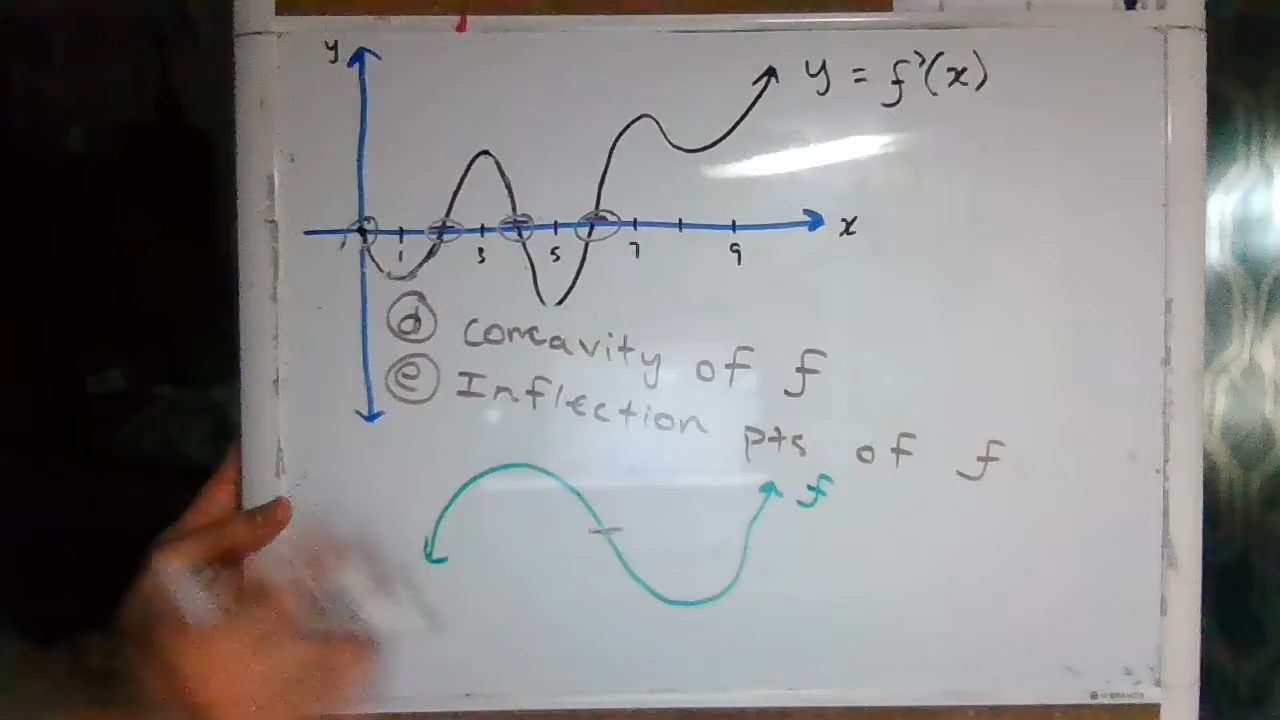 y
y = f'(x)
x
1 3 5 7 9
d Concavity of f
e Inflection pts of f
f